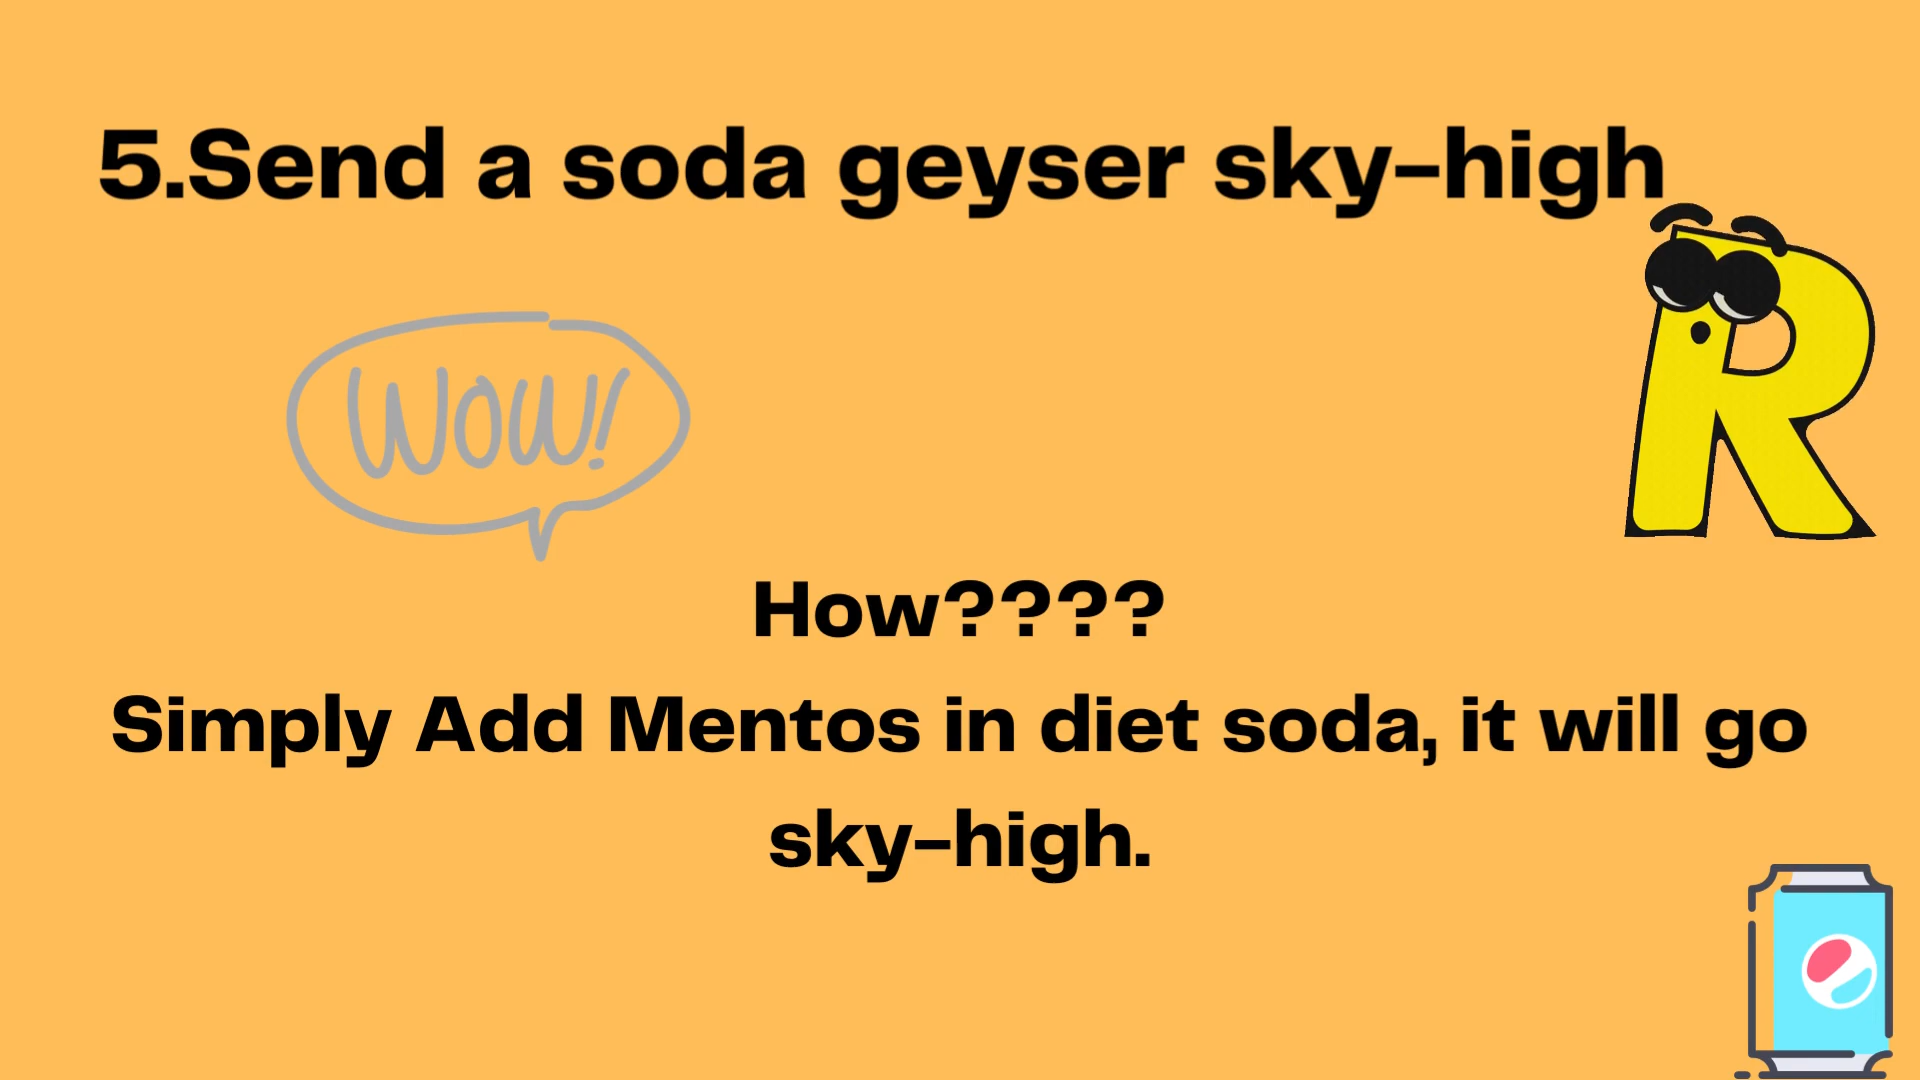 5.Send a soda geyser sky-high
WOW!
R
How????
Simply Add Mentos in diet soda, it will go
sky-high.